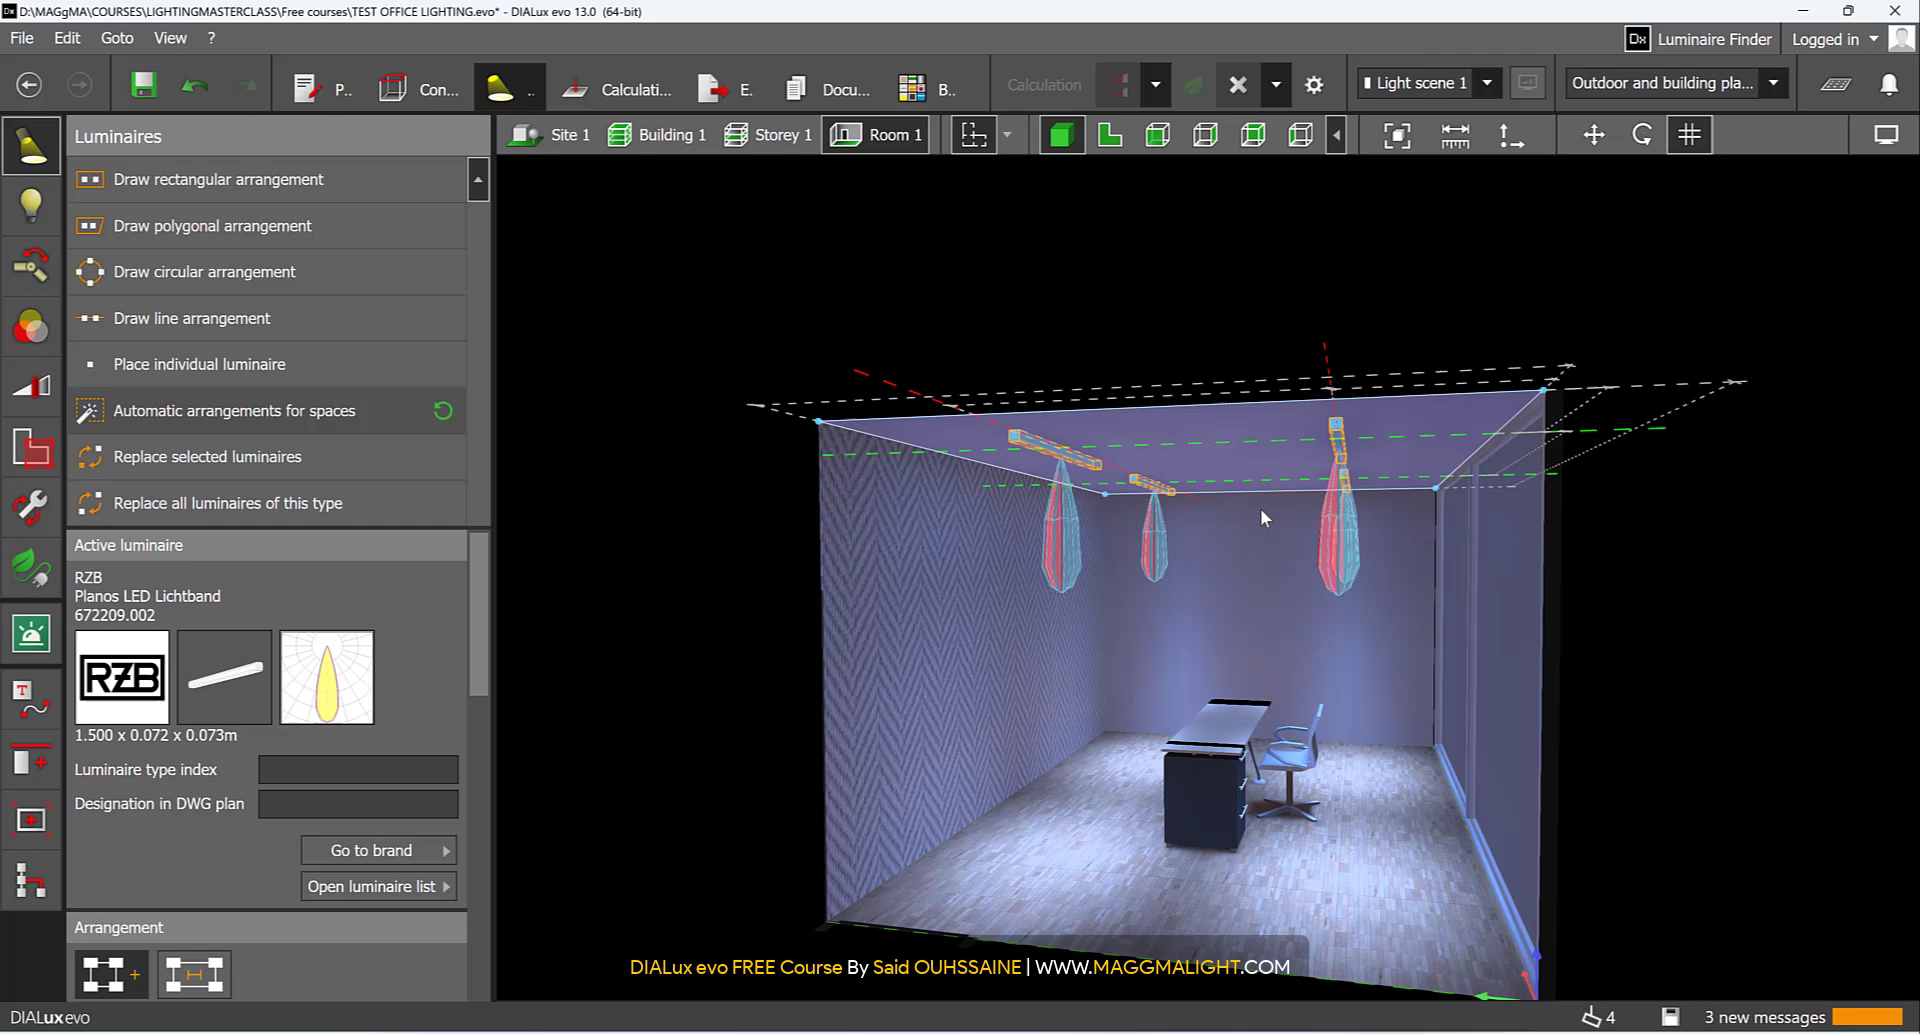 D:\MAGgMA\COURSES\LIGHTINGMASTERCLASS\Free courses\TEST OFFICE LIGHTING.evo* - DIALux evo 13.0  (64-bit)
File Edit Goto View ?
Dx Luminaire Finder Logged in
P.. Con... .. Calculati... E. Docu... B.. Calculation Light scene 1 Outdoor and building pla...
Luminaires
Site 1 Building 1 Storey 1 Room 1
Draw rectangular arrangement
Draw polygonal arrangement
Draw circular arrangement
Draw line arrangement
Place individual luminaire
Automatic arrangements for spaces
Replace selected luminaires
Replace all luminaires of this type
Active luminaire
RZB
Planos LED Lichtband
672209.002
RZB
1.500 x 0.072 x 0.073m
Luminaire type index
Designation in DWG plan
Go to brand
Open luminaire list
Arrangement
DIALux evo FREE Course By Said OUHSSAINE | WWW.MAGGMALIGHT.COM
DIALux evo
4
3 new messages